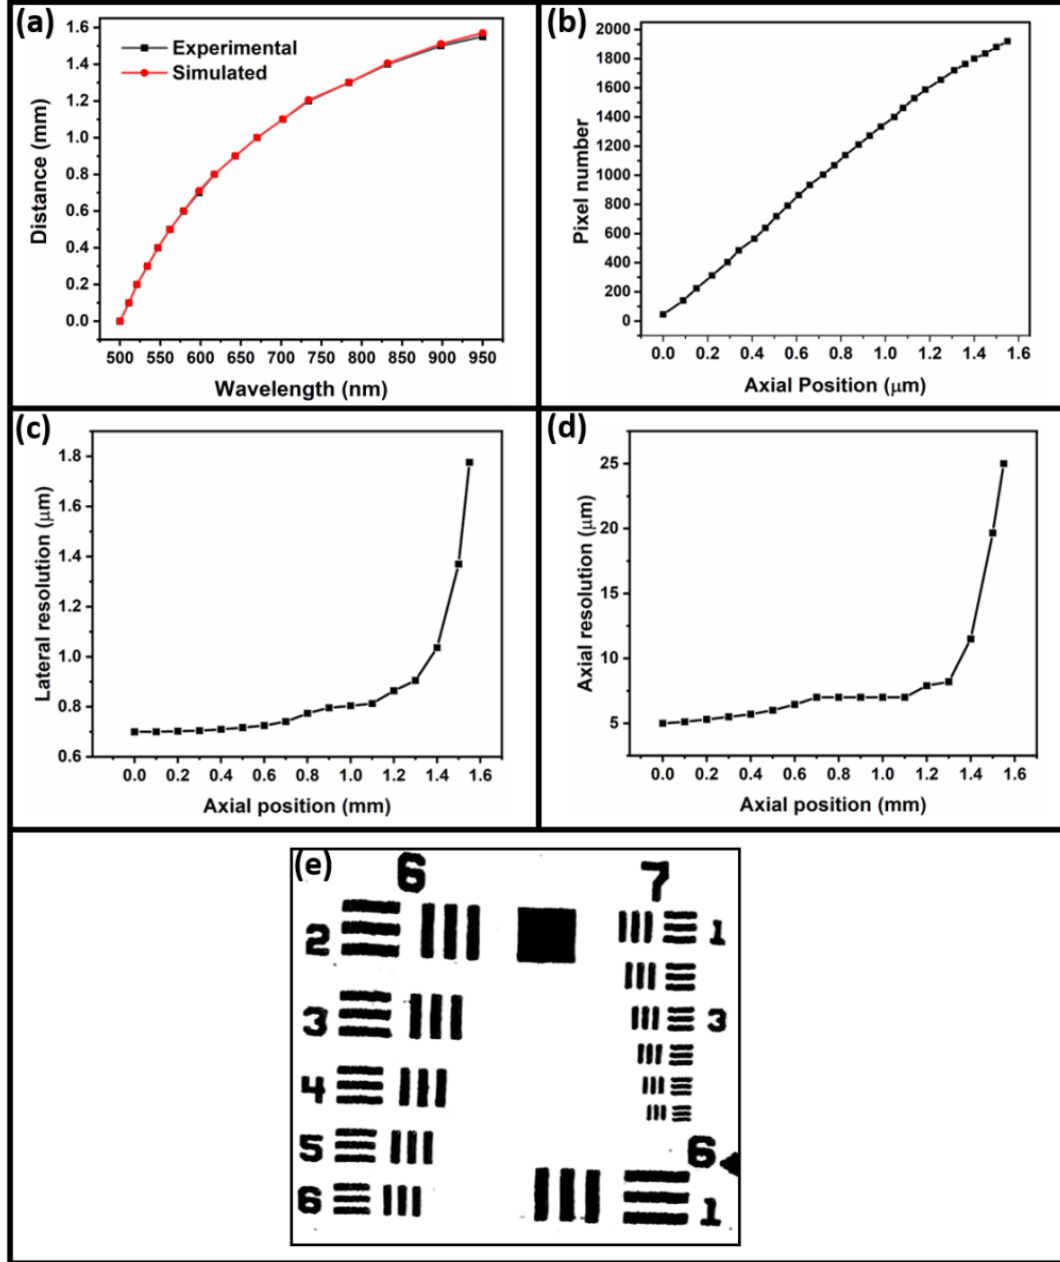 (a)
Experimental
Simulated
1.6
1.4
1.2
1.0
0.8
0.6
0.4
0.2
0.0
Distance (mm)
500 550 600 650 700 750 800 850 900 950
Wavelength (nm)
(b)
2000
1800
1600
1400
1200
1000
800
600
400
200
0
Pixel number
0.0 0.2 0.4 0.6 0.8 1.0 1.2 1.4 1.6
Axial Position (μm)
(c)
1.8
1.6
1.4
1.2
1.0
0.8
0.6
Lateral resolution (μm)
0.0 0.2 0.4 0.6 0.8 1.0 1.2 1.4 1.6
Axial position (mm)
(d)
25
20
15
10
5
Axial resolution (μm)
0.0 0.2 0.4 0.6 0.8 1.0 1.2 1.4 1.6
Axial position (mm)
(e)
6 7
2 1
3 3
4
5
6
6
1